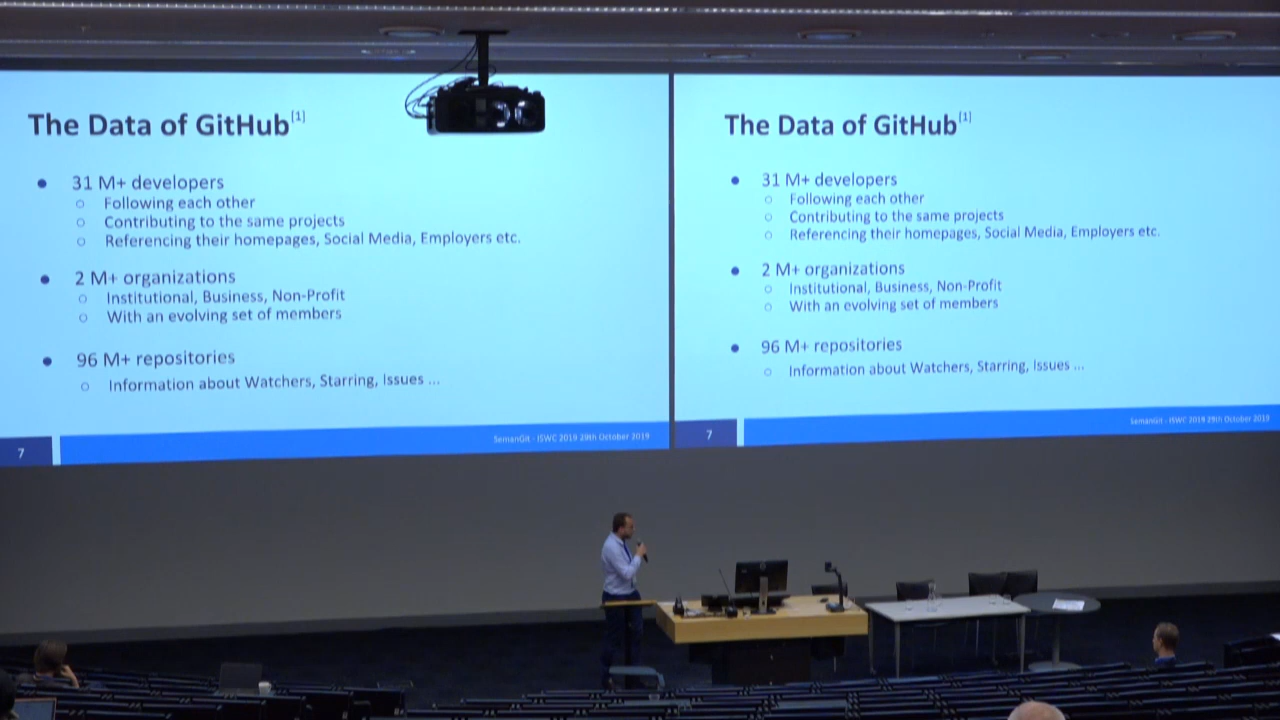 The Data of GitHub[1]
● 31 M+ developers
○ Following each other
○ Contributing to the same projects
○ Referencing their homepages, Social Media, Employers etc.
● 2 M+ organizations
○ Institutional, Business, Non-Profit
○ With an evolving set of members
● 96 M+ repositories
○ Information about Watchers, Starring, Issues ...
7
SemanGit - ISWC 2019 29th October 2019
The Data of GitHub[1]
● 31 M+ developers
○ Following each other
○ Contributing to the same projects
○ Referencing their homepages, Social Media, Employers etc.
● 2 M+ organizations
○ Institutional, Business, Non-Profit
○ With an evolving set of members
● 96 M+ repositories
○ Information about Watchers, Starring, Issues ...
7
SemanGit - ISWC 2019 29th October 2019